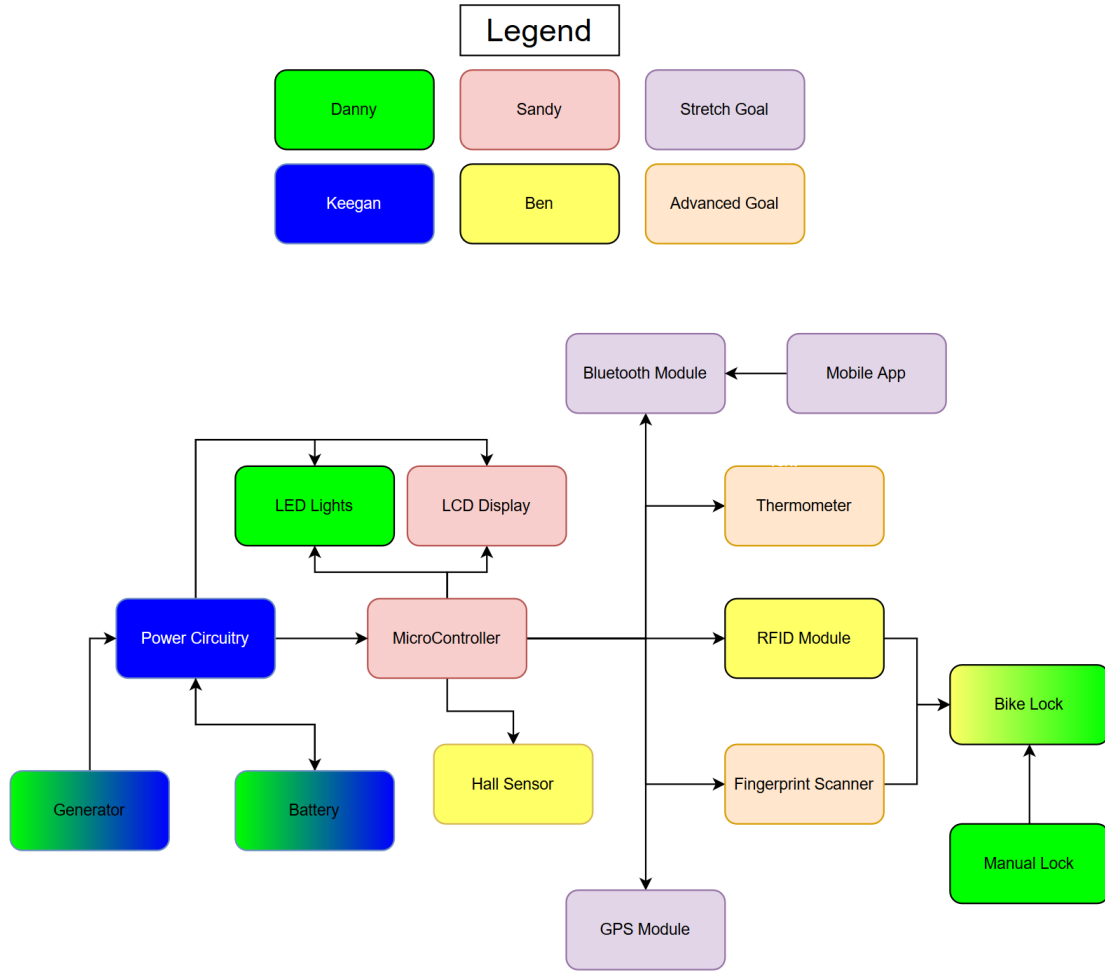 Legend
Danny
Sandy
Stretch Goal
Keegan
Ben
Advanced Goal
Bluetooth Module
Mobile App
LED Lights
LCD Display
Thermometer
Power Circuitry
MicroController
RFID Module
Bike Lock
Generator
Battery
Hall Sensor
Fingerprint Scanner
Manual Lock
GPS Module